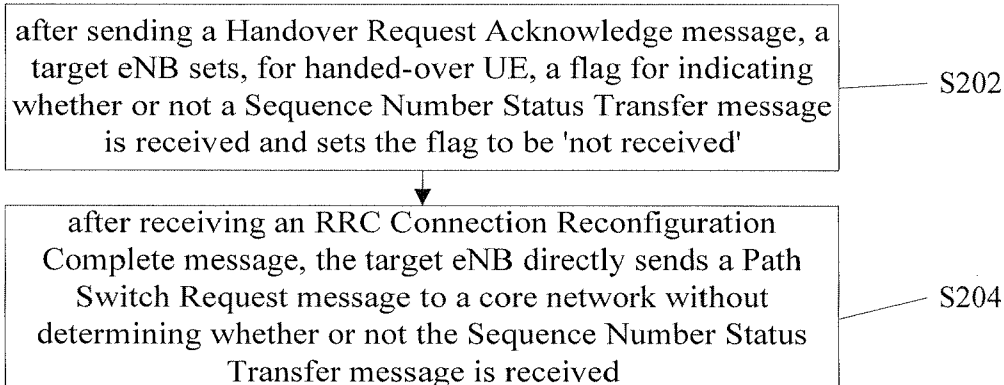 after sending a Handover Request Acknowledge message, a
target eNB sets, for handed-over UE, a flag for indicating
whether or not a Sequence Number Status Transfer message
is received and sets the flag to be 'not received'
S202
after receiving an RRC Connection Reconfiguration
Complete message, the target eNB directly sends a Path
Switch Request message to a core network without
determining whether or not the Sequence Number Status
Transfer message is received
S204